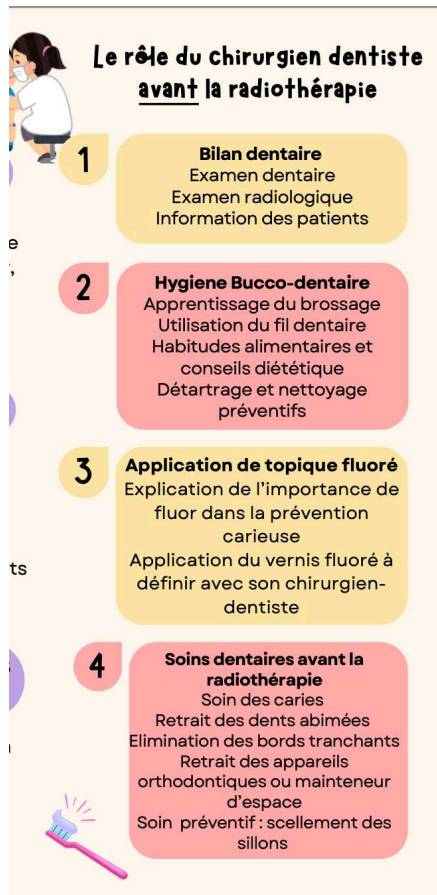 Le rôle du chirurgien dentiste
avant la radiothérapie
1
Bilan dentaire
Examen dentaire
Examen radiologique
Information des patients
e
,
2
Hygiene Bucco-dentaire
Apprentissage du brossage
Utilisation du fil dentaire
Habitudes alimentaires et
conseils diététique
Détartrage et nettoyage
préventifs
3
Application de topique fluoré
Explication de l'importance de
fluor dans la prévention
carieuse
Application du vernis fluoré à
définir avec son chirurgien-
dentiste
ts
4
Soins dentaires avant la
radiothérapie
Soin des caries
Retrait des dents abimées
Elimination des bords tranchants
Retrait des appareils
orthodontiques ou mainteneur
d'espace
Soin préventif : scellement des
sillons